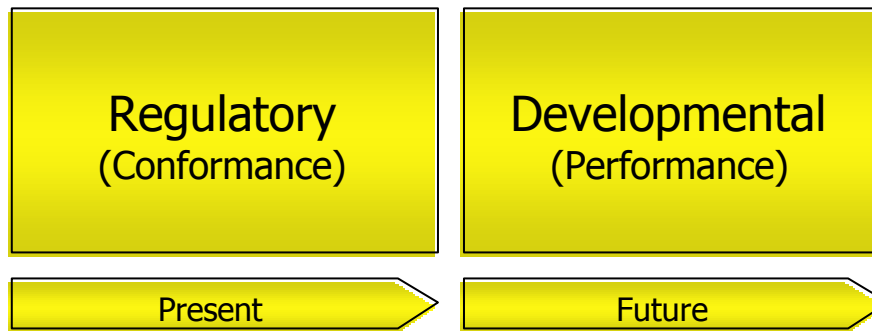 Regulatory
(Conformance)
Developmental
(Performance)
Present
Future